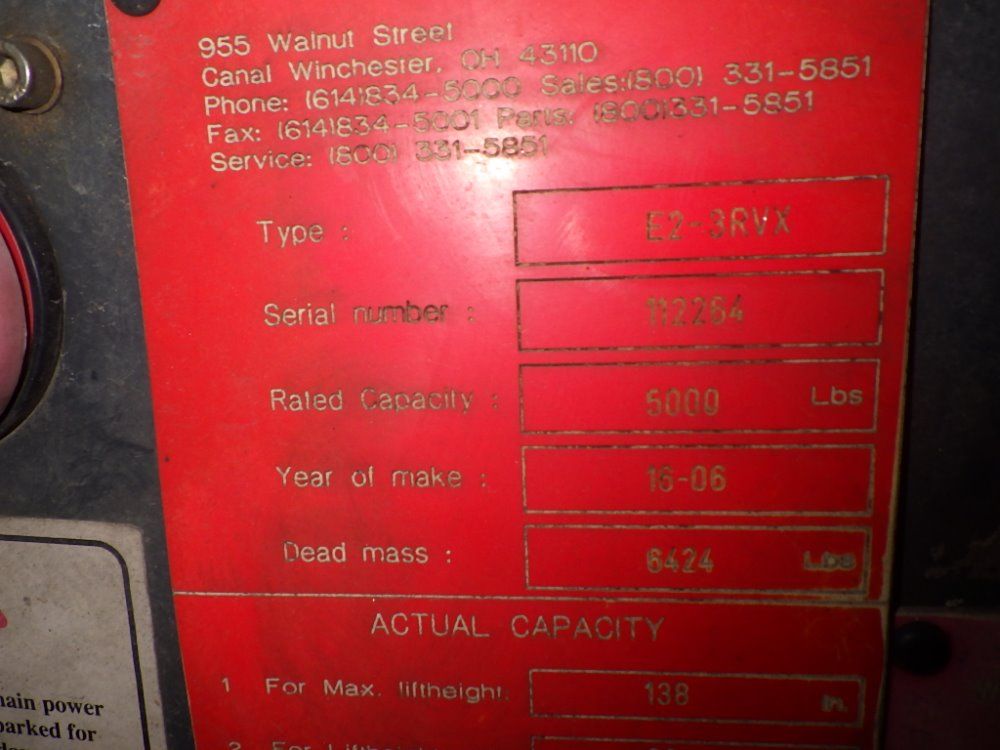 955 Walnut Street
Canal Winchester, OH 43110
Phone: (614)834-5000 Sales:(800) 331-5851
Fax: (614)834-5001 Parts: (800)331-5851
Service: (800) 331-5851
Type : E2-3RVX
Serial number : 112264
Rated Capacity : 5000 Lbs
Year of make : 16-06
Dead mass : 6424 Lbs
ACTUAL CAPACITY
1 For Max. liftheight: 138 in.
2 For
power
parked for